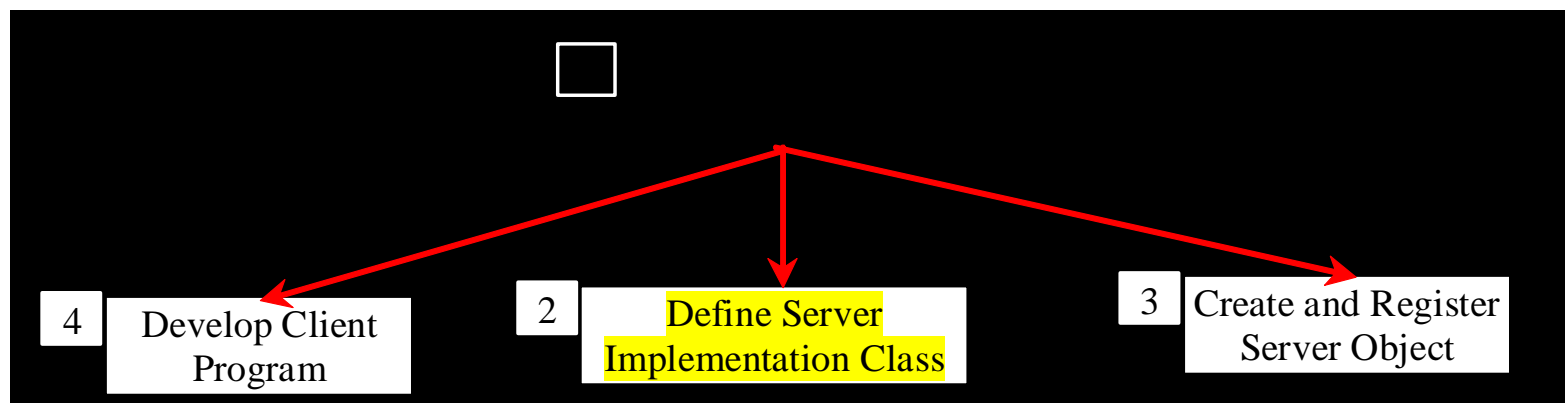 4
Develop Client
Program
2
Define Server
Implementation Class
3
Create and Register
Server Object